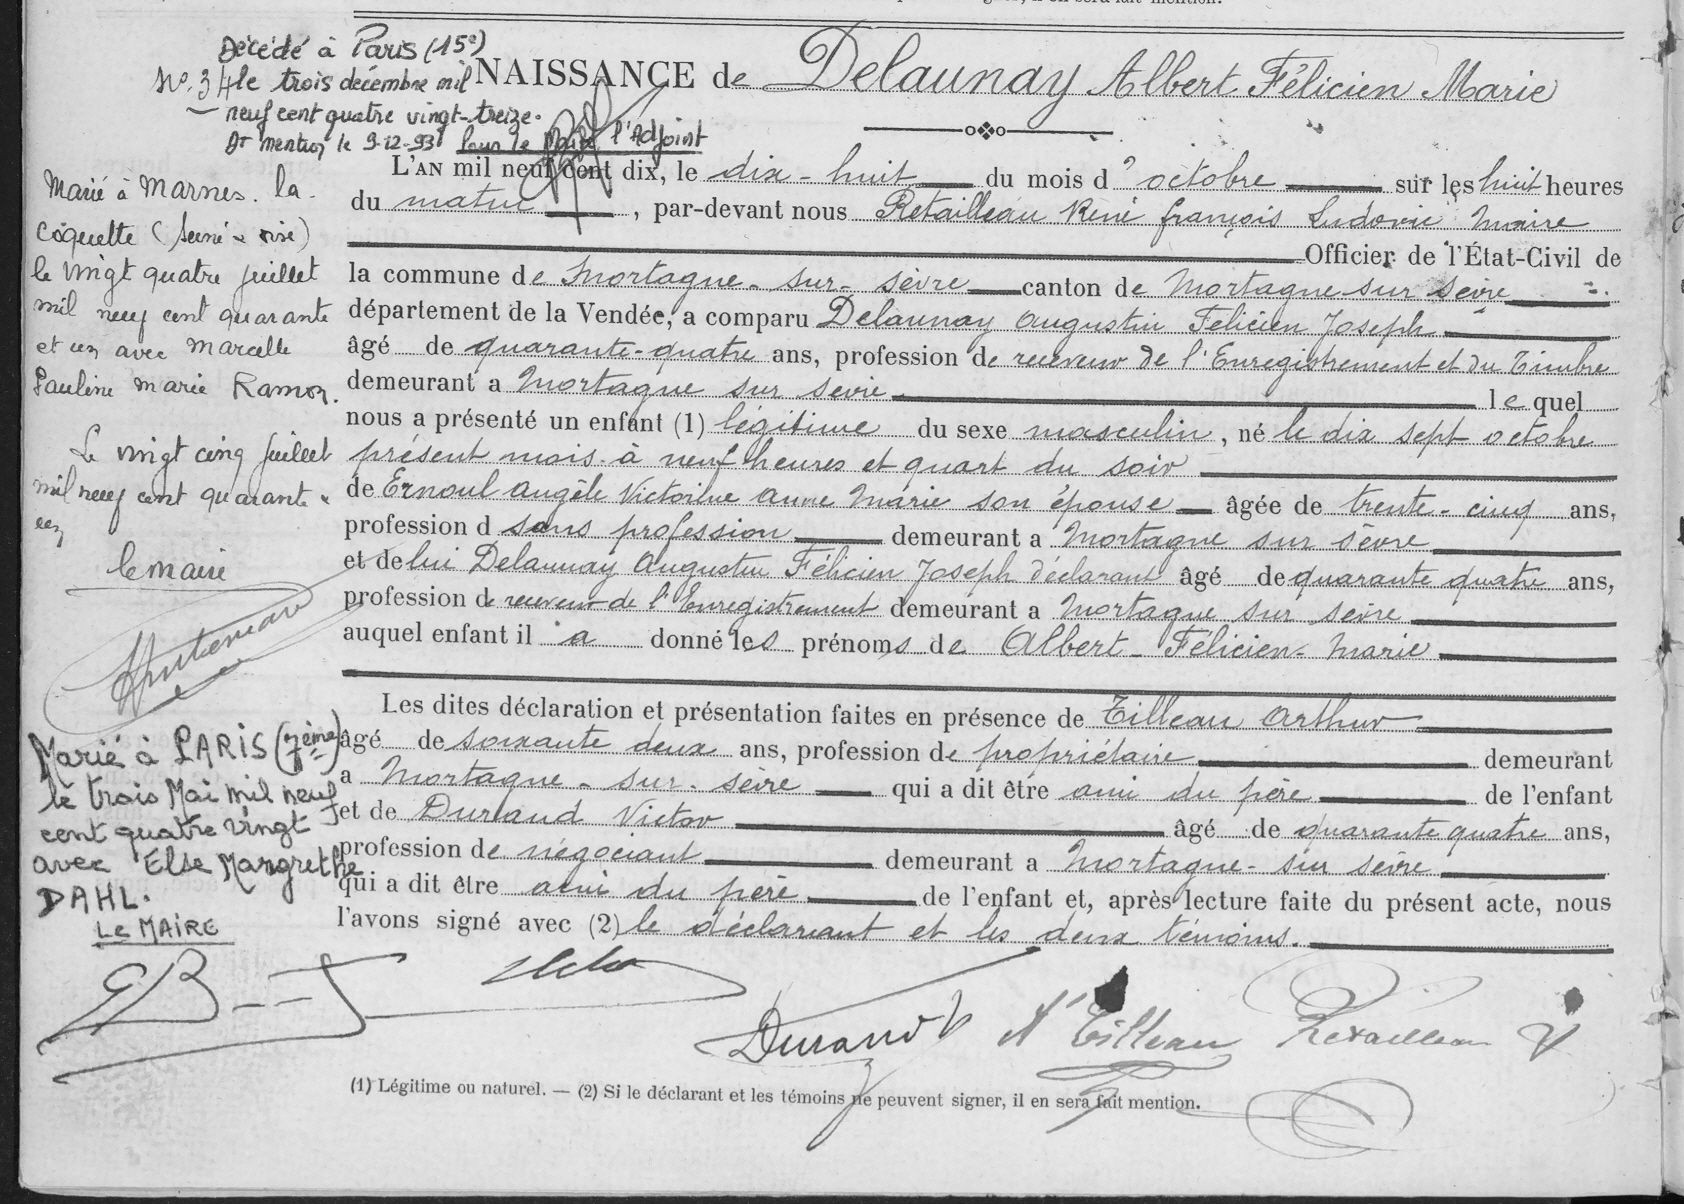 Décédé à Paris (15e)
No. 34 le trois décembre mil
neuf cent quatre vingt-treize.
Dt mention le 9-12-93 Pour le Maire l'Adjoint
NAISSANCE de Delaunay Albert Félicien Marie
L'AN mil neuf cent dix, le dix-huit du mois d'octobre sur les huit heures
du matin, par-devant nous Retailleau René françois Ludovic Maire
Officier de l'État-Civil de
la commune de Mortagne-sur-sèvre canton de Mortagne sur sèvre
département de la Vendée, a comparu Delaunay Augustin Félicien Joseph
âgé de quarante-quatre ans, profession de receveur de l'Enregistrement et du Timbre
demeurant a Mortagne sur sèvre lequel
nous a présenté un enfant (1) légitime du sexe masculin, né le dix sept octobre
présent mois à neuf heures et quart du soir
de Ernoul Angèle Victorine Anne Marie son épouse âgée de trente-cinq ans,
profession d sans profession demeurant a Mortagne sur sèvre
et de lui Delaunay Augustin Félicien Joseph déclarant âgé de quarante quatre ans,
profession de receveur de l'Enregistrement demeurant a Mortagne sur sèvre
auquel enfant il a donné les prénoms de Albert-Félicien-Marie
Les dites déclaration et présentation faites en présence de Tilleau Arthur
âgé de soixante deux ans, profession de propriétaire demeurant
a Mortagne-sur-sèvre qui a dit être ami du père de l'enfant
et de Durand Victor âgé de quarante quatre ans,
profession de négociant demeurant a Mortagne-sur sèvre
qui a dit être ami du père de l'enfant et, après lecture faite du présent acte, nous
l'avons signé avec (2) le déclarant et les deux témoins.
Marié à Marnes-la-
Coquette (Seine & oise)
le vingt quatre juillet
mil neuf cent quarante
et un avec Marcelle
Pauline Marie Ramon.
Le vingt cinq juillet
mil neuf cent quarante &
un
le maire
Marié à PARIS (7ème)
le trois Mai mil neuf
cent quatre vingt
avec Else Margrethe
DAHL.
LE MAIRE
Durand V A Tilleau Retailleau
(1) Légitime ou naturel. — (2) Si le déclarant et les témoins ne peuvent signer, il en sera fait mention.